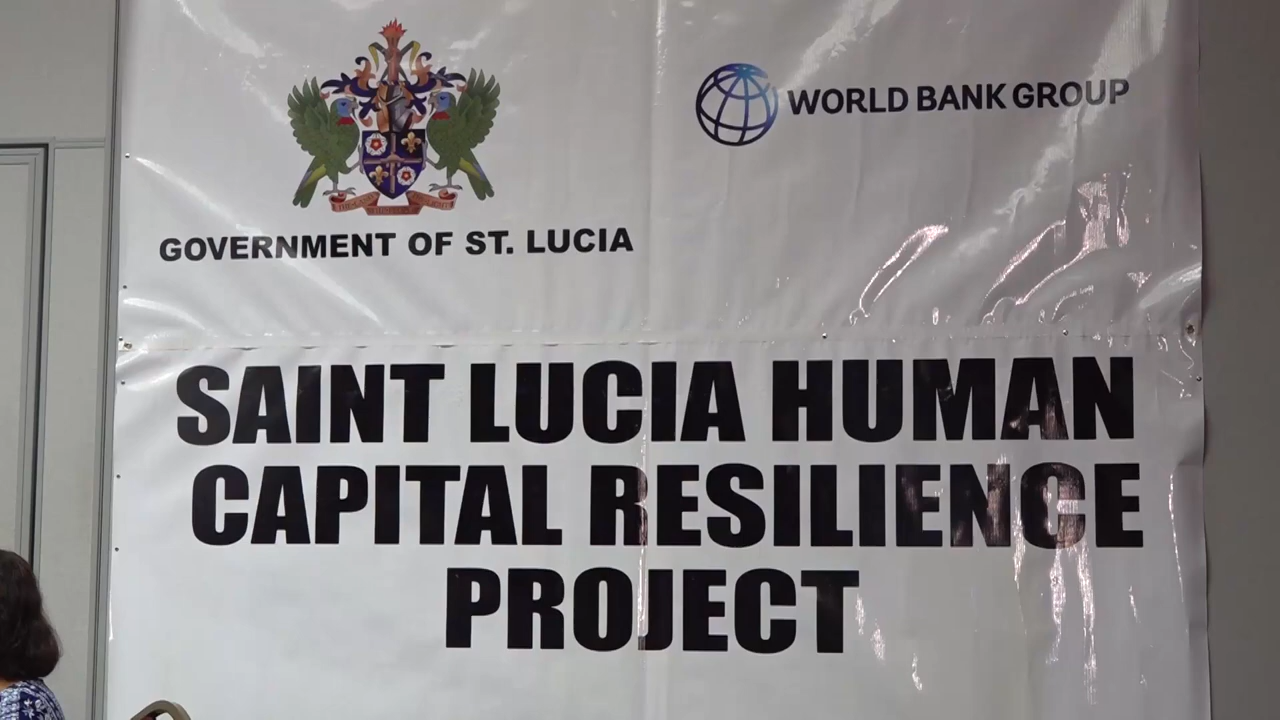 WORLD BANK GROUP
GOVERNMENT OF ST. LUCIA
SAINT LUCIA HUMAN
CAPITAL RESILIENCE
PROJECT